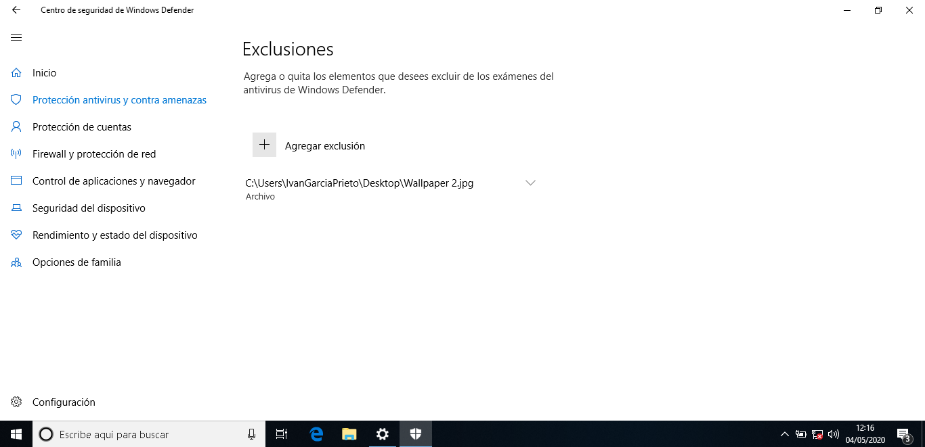 Centro de seguridad de Windows Defender
Inicio
Protección antivirus y contra amenazas
Protección de cuentas
Firewall y protección de red
Control de aplicaciones y navegador
Seguridad del dispositivo
Rendimiento y estado del dispositivo
Opciones de familia
Configuración
Exclusiones
Agrega o quita los elementos que desees excluir de los exámenes del
antivirus de Windows Defender.
Agregar exclusión
C:\Users\IvanGarciaPrieto\Desktop\Wallpaper 2.jpg
Archivo
Escribe aquí para buscar
12:16
04/05/2020
3